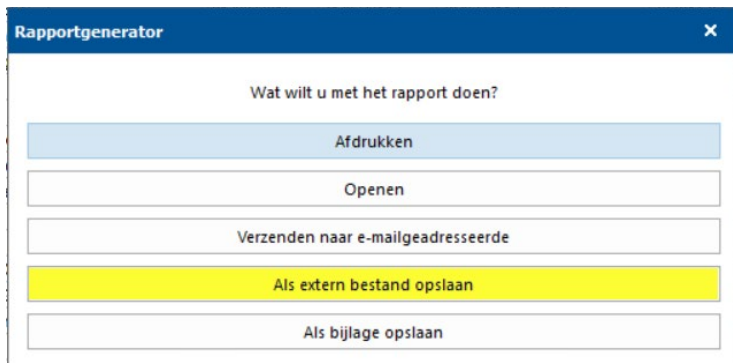 Rapportgenerator
Wat wilt u met het rapport doen?
Afdrukken
Openen
Verzenden naar e-mailgeadresseerde
Als extern bestand opslaan
Als bijlage opslaan